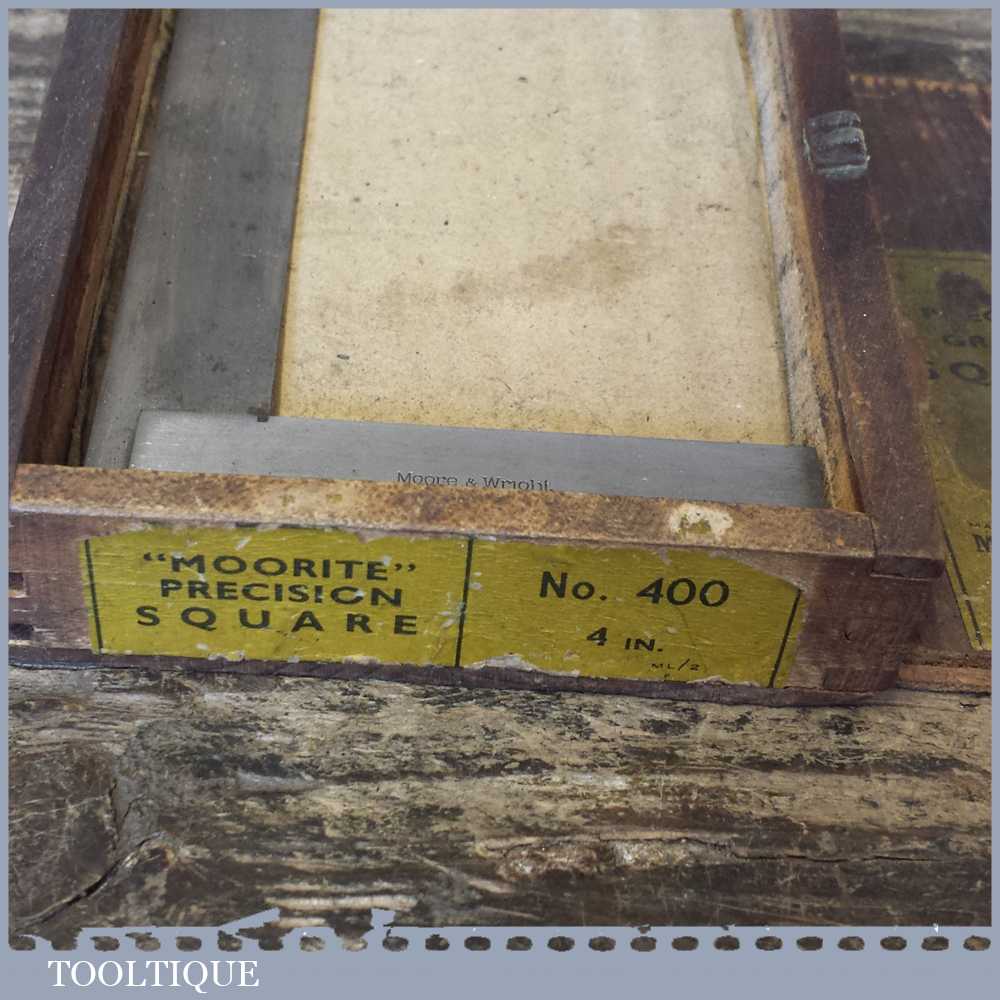 Moore & Wright.
"MOORITE"
PRECISION
SQUARE
No. 400
4 IN.
ML/2
TOOLTIQUE